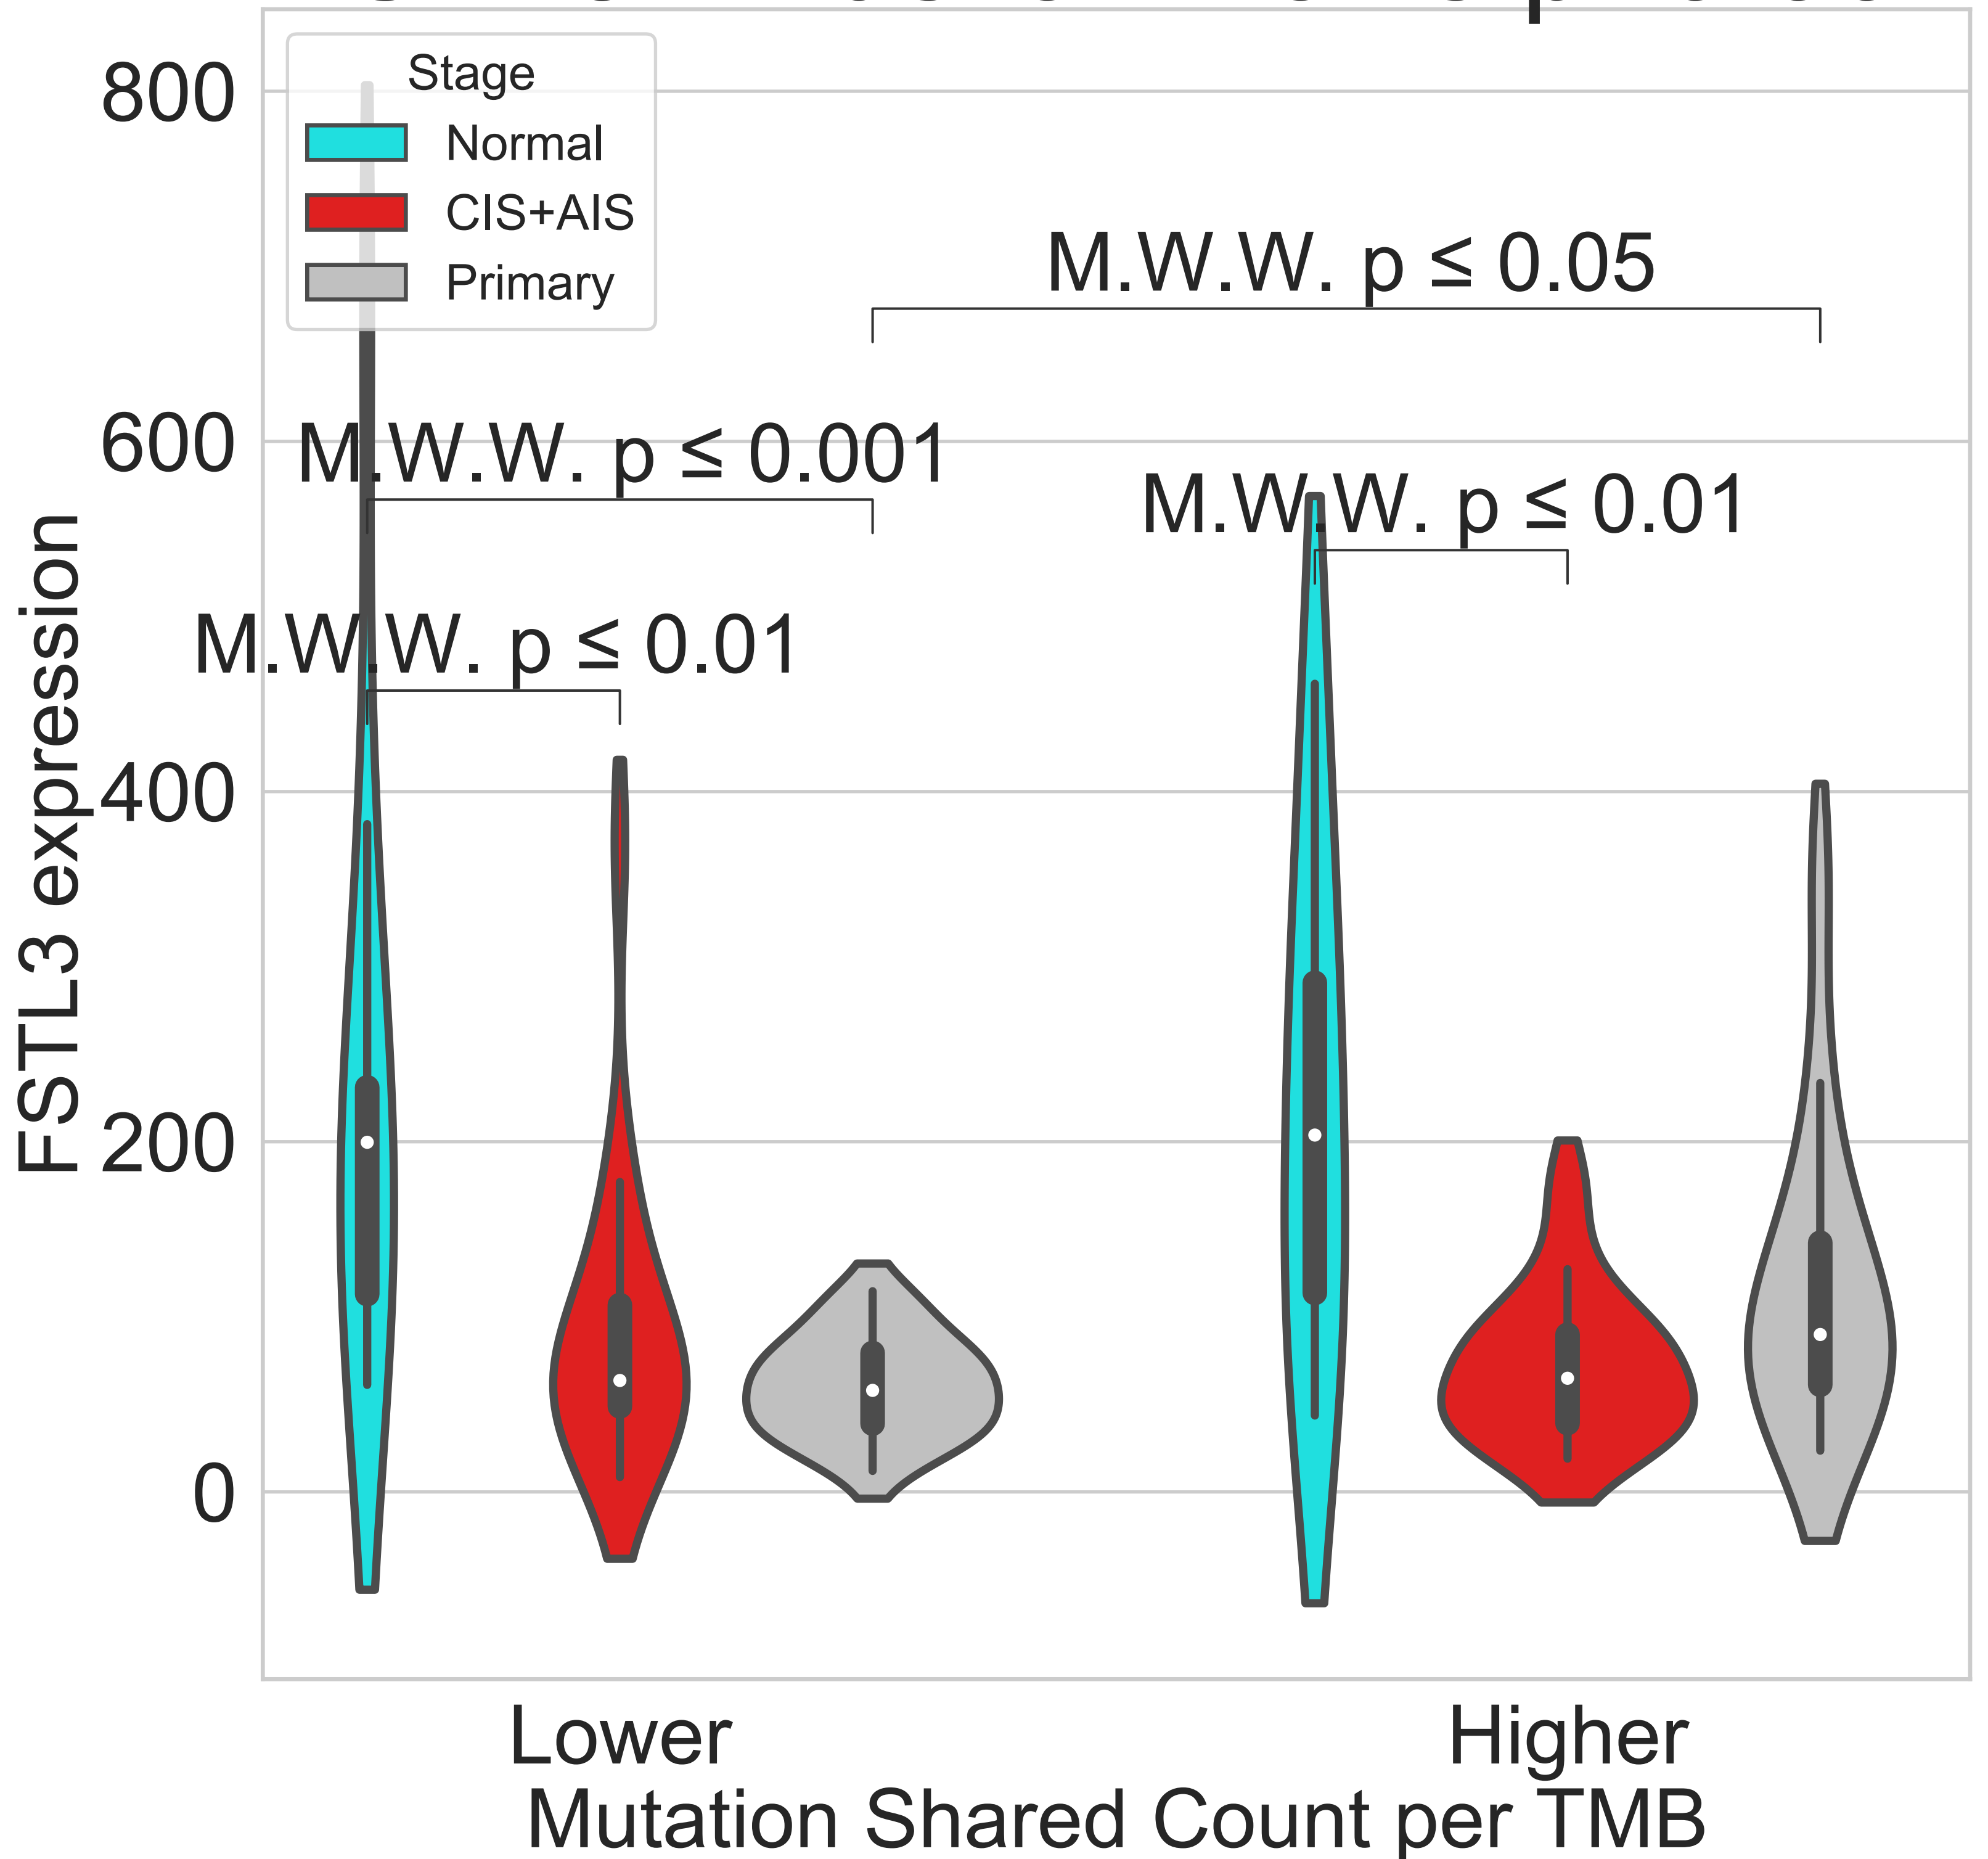 800
600
400
200
0
FSTL3 expression
Stage
Normal
CIS+AIS
Primary
M.W.W. p ≤ 0.05
M.W.W. p ≤ 0.001
M.W.W. p ≤ 0.01
M.W.W. p ≤ 0.01
Lower
Higher
Mutation Shared Count per TMB